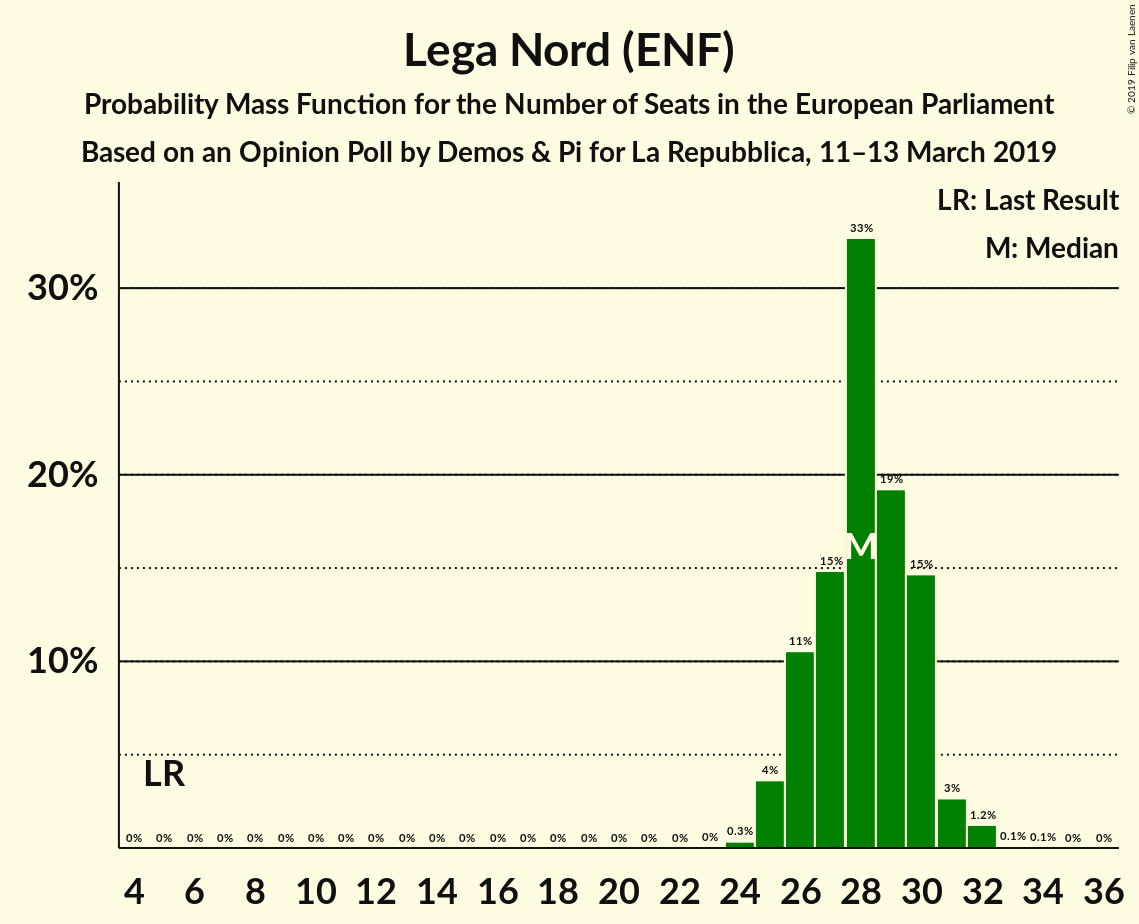 Lega Nord (ENF)
Probability Mass Function for the Number of Seats in the European Parliament
Based on an Opinion Poll by Demos & Pi for La Repubblica, 11–13 March 2019
© 2019 Filip van Laenen
LR: Last Result
M: Median
33%
30%
20%
19%
M
15%
15%
11%
10%
LR
4%
3%
1.2%
0% 0% 0% 0% 0% 0% 0% 0% 0% 0% 0% 0% 0% 0% 0% 0% 0% 0% 0% 0% 0.3% 0.1% 0.1% 0% 0%
4 6 8 10 12 14 16 18 20 22 24 26 28 30 32 34 36